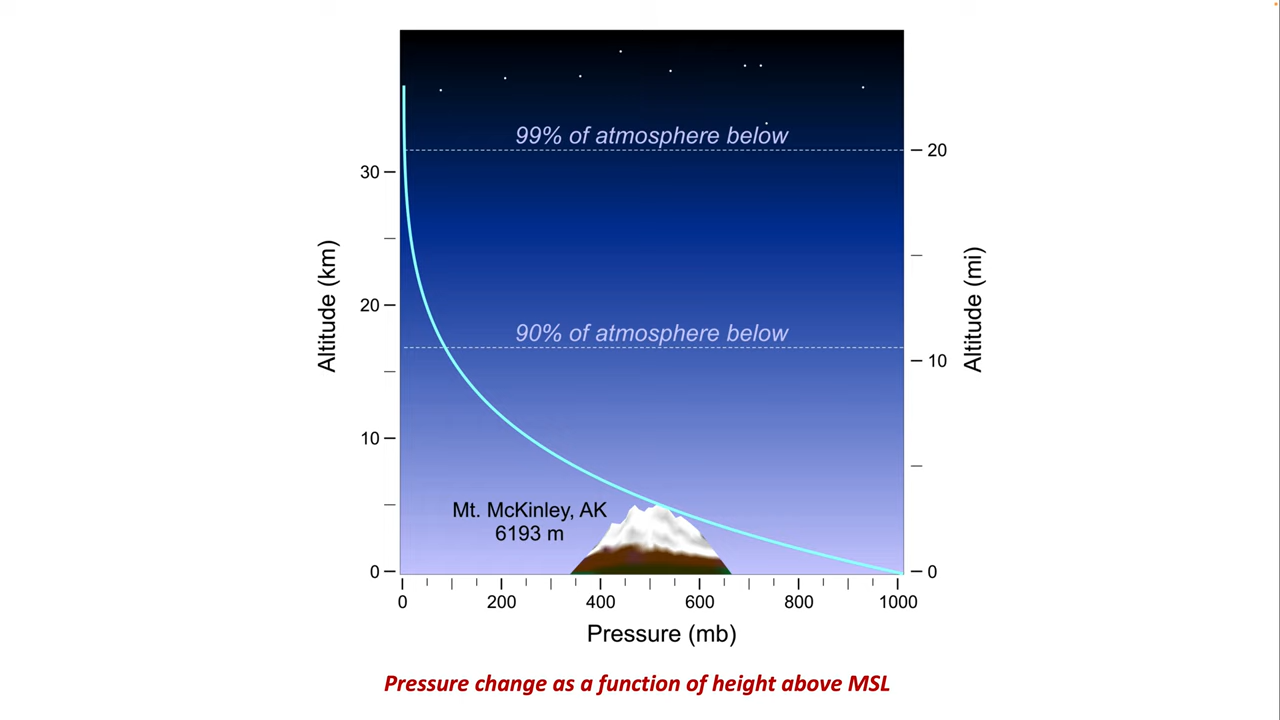 99% of atmosphere below
30
20
Altitude (km)
Altitude (mi)
20
90% of atmosphere below
10
10
Mt. McKinley, AK
6193 m
0
0
0 200 400 600 800 1000
Pressure (mb)
Pressure change as a function of height above MSL